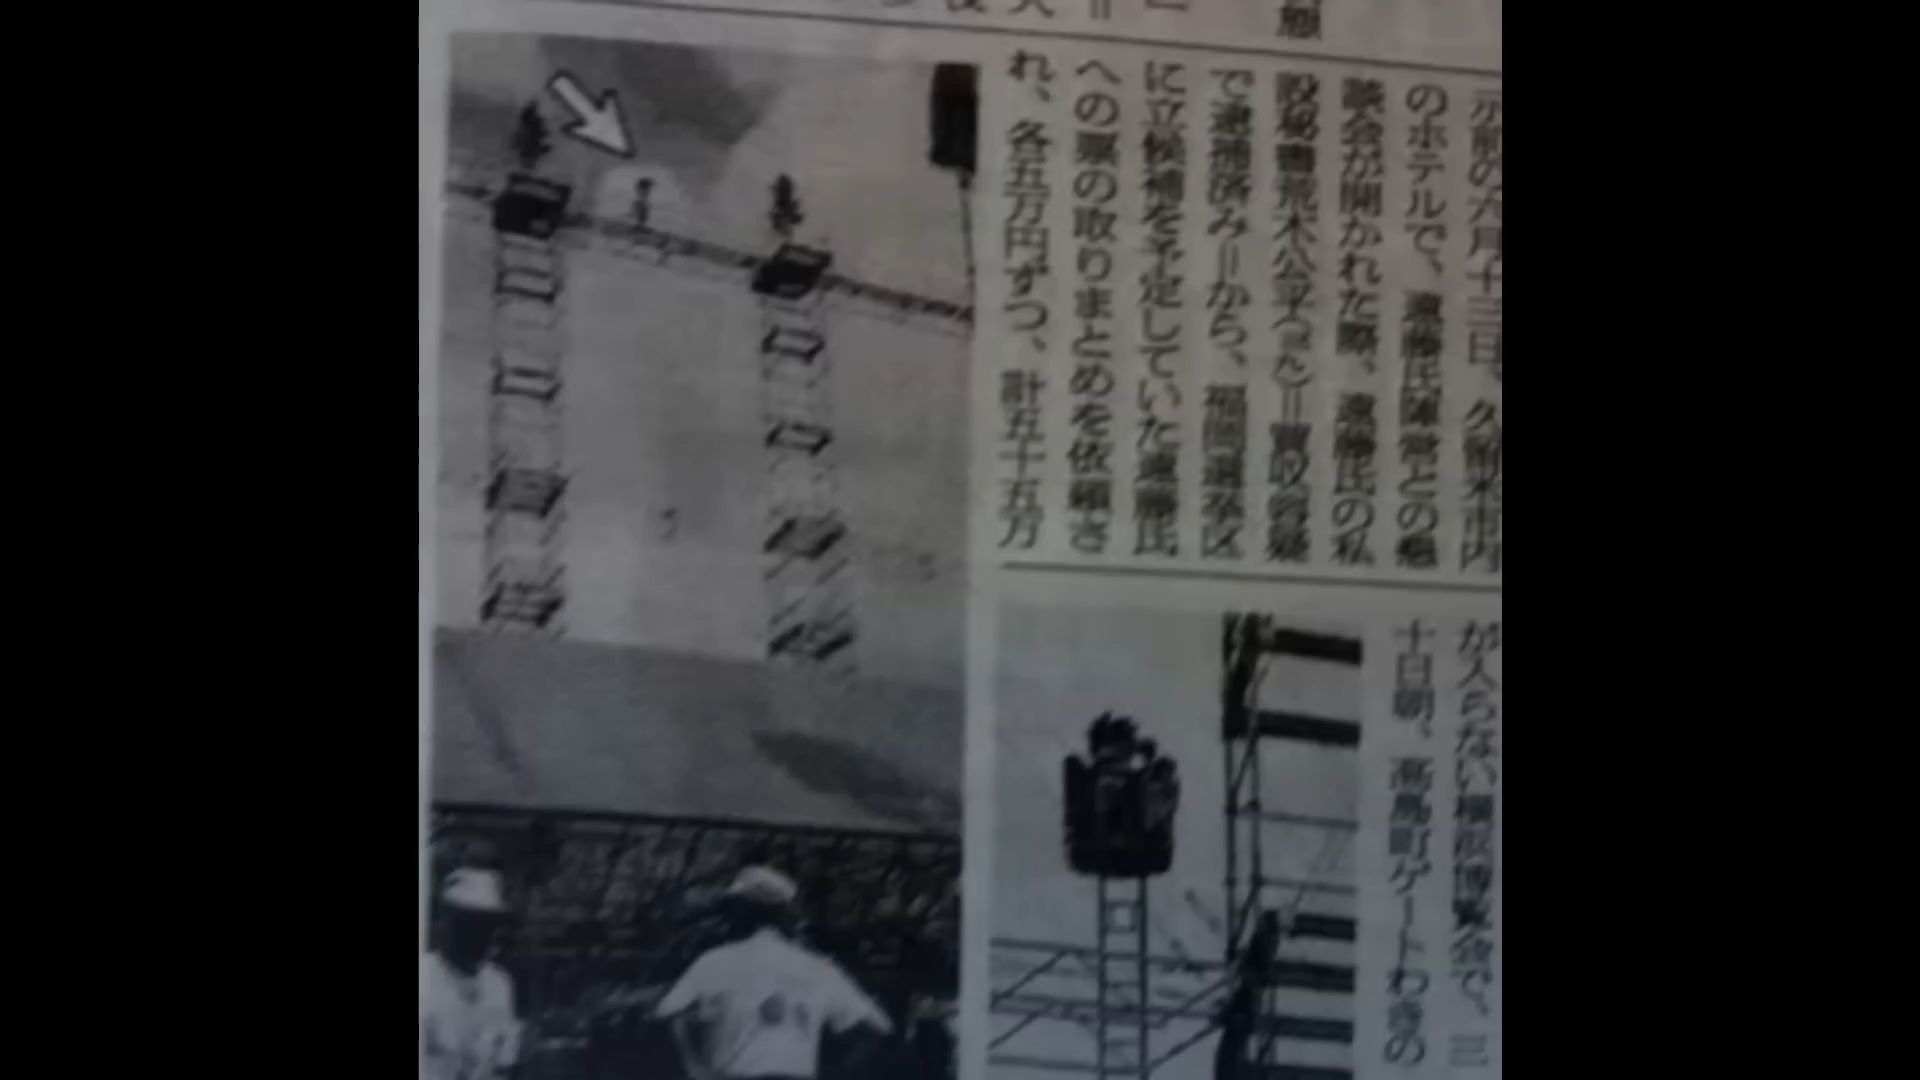 の六月十三日、久留米市内
のホテルで、遠藤氏陣営との懇
談会が開かれた際、遠藤氏の私
設秘書荒木公子
で逮捕済み＝から、福岡選挙区
に立候補を予定していた遠藤氏
への票の取りまとめを依頼さ
れ、各五万円ずつ、計五十五万
が入らない横浜博覧会で、三
十日朝、高島町ゲートわきの